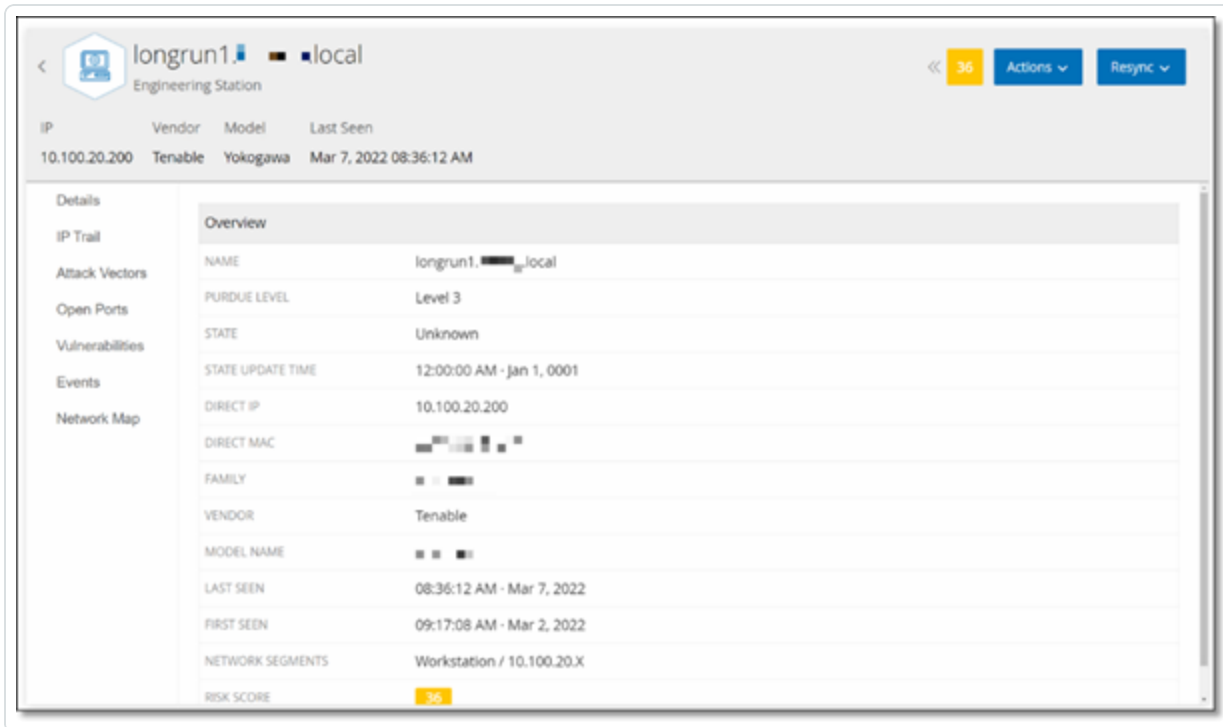 longrun1. local
Engineering Station
36
Actions
Resync
IP Vendor Model Last Seen
10.100.20.200 Tenable Yokogawa Mar 7, 2022 08:36:12 AM
Details
IP Trail
Attack Vectors
Open Ports
Vulnerabilities
Events
Network Map
Overview
NAME longrun1. .local
PURDUE LEVEL Level 3
STATE Unknown
STATE UPDATE TIME 12:00:00 AM - Jan 1, 0001
DIRECT IP 10.100.20.200
DIRECT MAC
FAMILY
VENDOR Tenable
MODEL NAME
LAST SEEN 08:36:12 AM - Mar 7, 2022
FIRST SEEN 09:17:08 AM - Mar 2, 2022
NETWORK SEGMENTS Workstation / 10.100.20.X
RISK SCORE 36